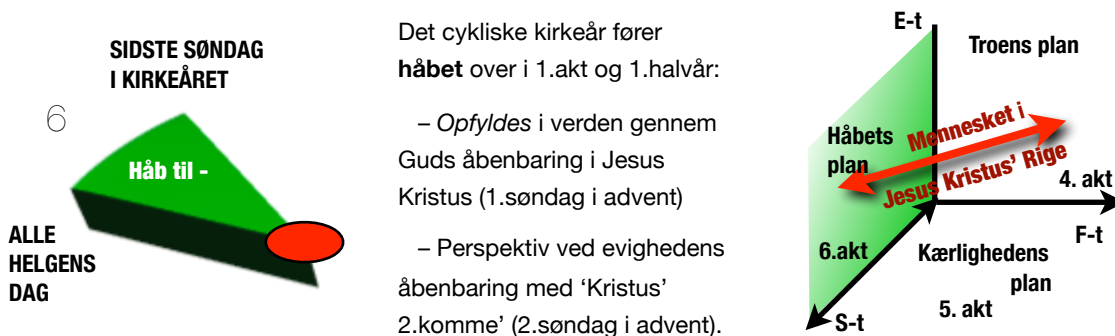 SIDSTE SØNDAG
I KIRKEÅRET
6
Håb til -
ALLE
HELGENS
DAG
Det cykliske kirkeår fører
håbet over i 1.akt og 1.halvår:
– Opfyldes i verden gennem
Guds åbenbaring i Jesus
Kristus (1.søndag i advent)
– Perspektiv ved evighedens
åbenbaring med ‘Kristus’
2.komme’ (2.søndag i advent).
E-t
Troens plan
Håbets
plan
Mennesket i
Jesus Kristus’ Rige
4. akt
F-t
6.akt
Kærlighedens
plan
5. akt
S-t